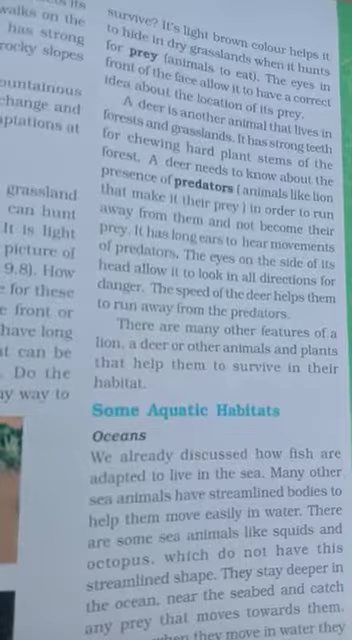 its
walks on the
has strong
rocky slopes
ountainous
change and
aptations at
grassland
can hunt
It is light
picture of
9.8). How
for these
front or
have long
at can be
. Do the
ay way to
survive? It's light brown colour helps it
to hide in dry grasslands when it hunts
for prey (animals to eat). The eyes in
front of the face allow it to have a correct
idea about the location of its prey.
A deer is another animal that lives in
forests and grasslands. It has strong teeth
for chewing hard plant stems of the
forest. A deer needs to know about the
presence of predators (animals like lion
that make it their prey) in order to run
away from them and not become their
prey. It has long ears to hear movements
of predators. The eyes on the side of its
head allow it to look in all directions for
danger. The speed of the deer helps them
to run away from the predators.
There are many other features of a
lion, a deer or other animals and plants
that help them to survive in their
habitat.
Some Aquatic Habitats
Oceans
We already discussed how fish are
adapted to live in the sea. Many other
sea animals have streamlined bodies to
help them move easily in water. There
are some sea animals like squids and
octopus, which do not have this
streamlined shape. They stay deeper in
the ocean, near the seabed and catch
any prey that moves towards them.
when they move in water they